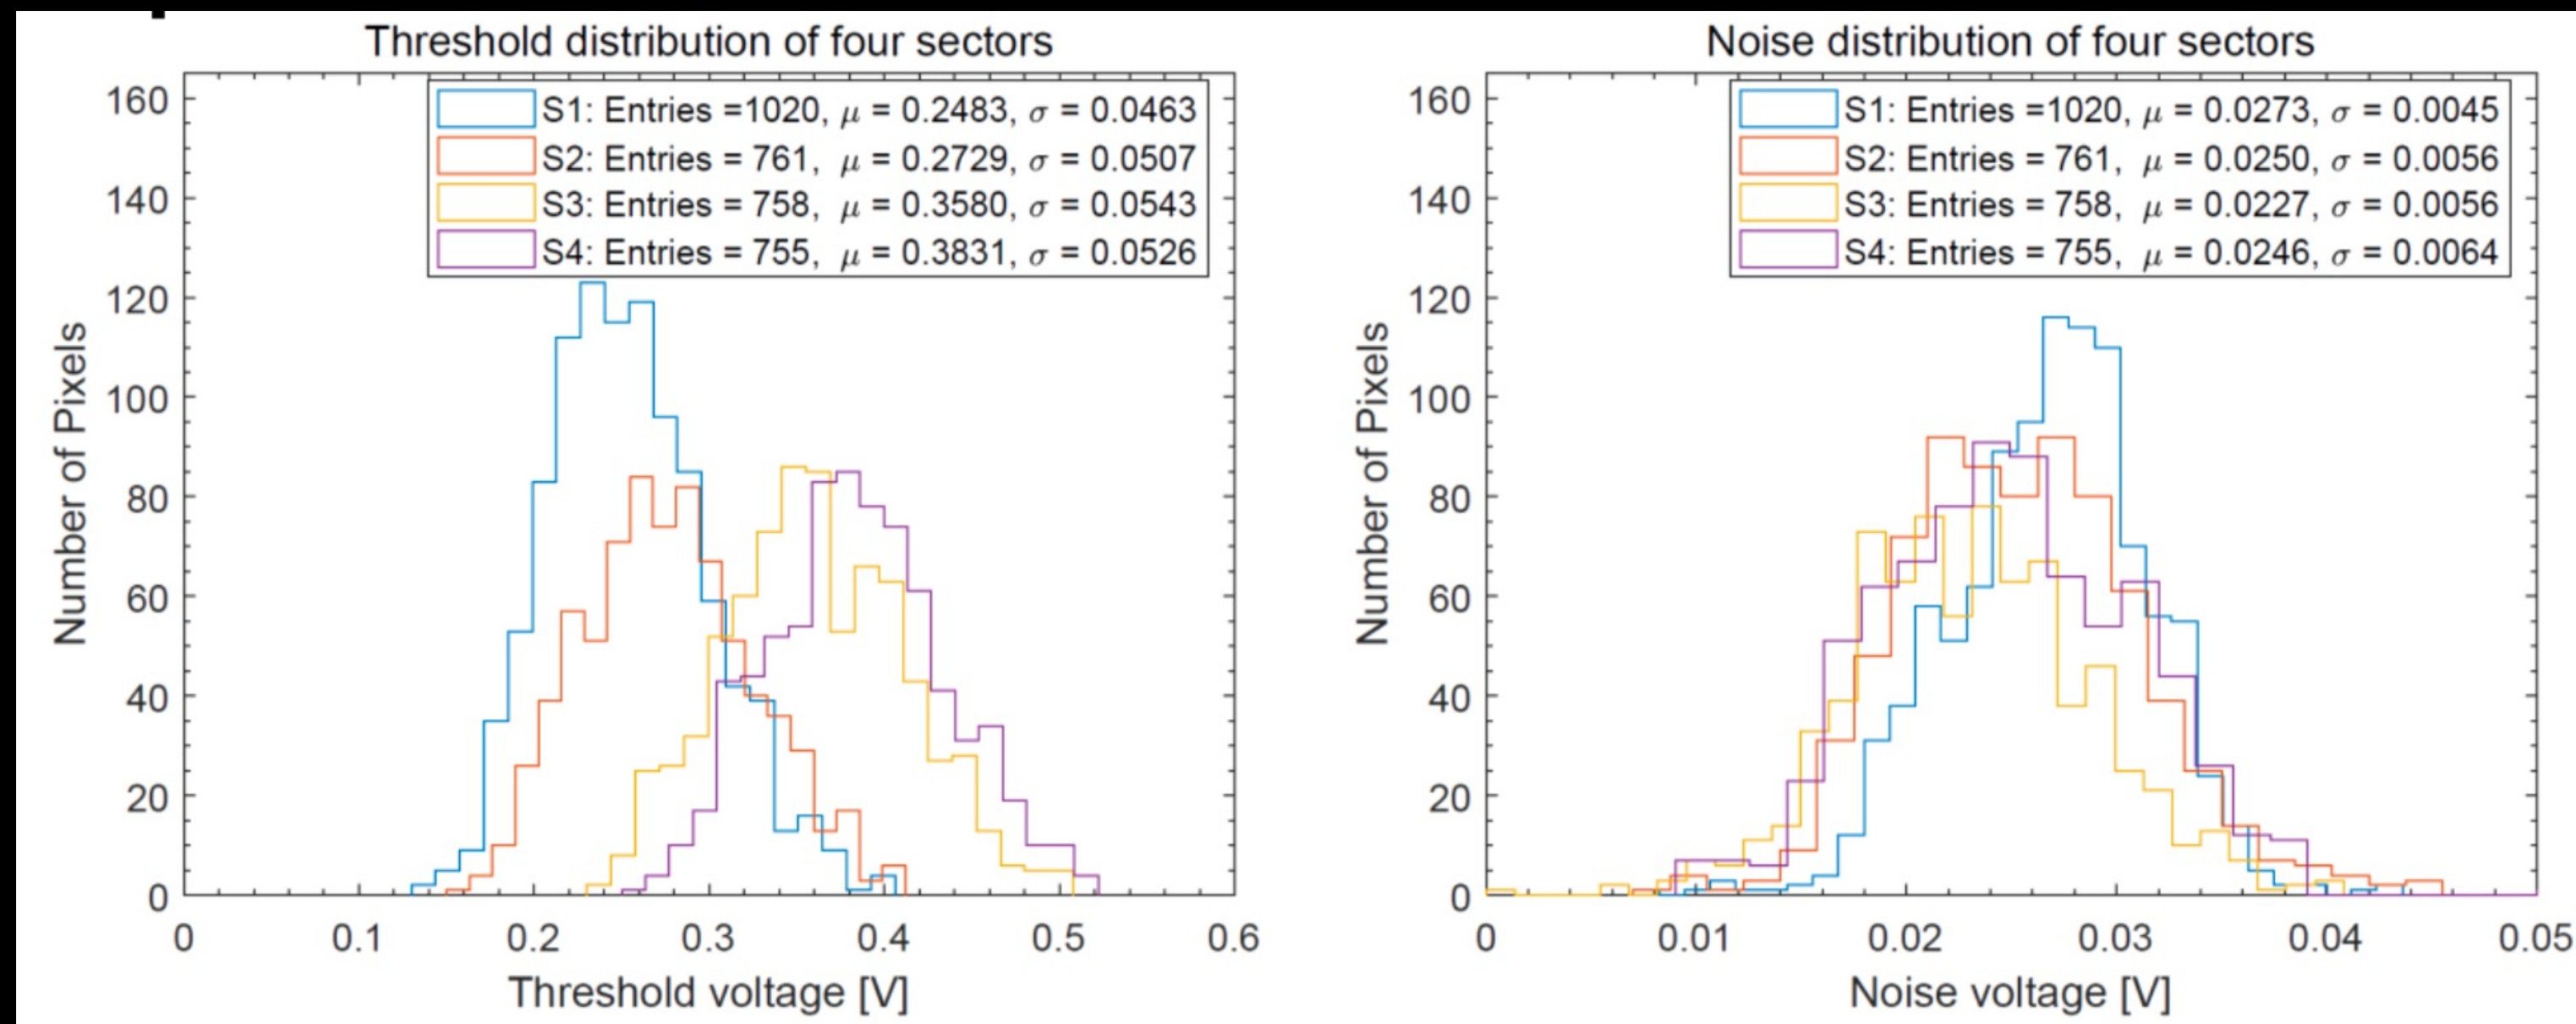 Threshold distribution of four sectors
S1: Entries =1020, μ = 0.2483, σ = 0.0463
S2: Entries = 761, μ = 0.2729, σ = 0.0507
S3: Entries = 758, μ = 0.3580, σ = 0.0543
S4: Entries = 755, μ = 0.3831, σ = 0.0526
Number of Pixels
160
140
120
100
80
60
40
20
0
0 0.1 0.2 0.3 0.4 0.5 0.6
Threshold voltage [V]
Noise distribution of four sectors
S1: Entries =1020, μ = 0.0273, σ = 0.0045
S2: Entries = 761, μ = 0.0250, σ = 0.0056
S3: Entries = 758, μ = 0.0227, σ = 0.0056
S4: Entries = 755, μ = 0.0246, σ = 0.0064
Number of Pixels
160
140
120
100
80
60
40
20
0
0 0.01 0.02 0.03 0.04 0.05
Noise voltage [V]